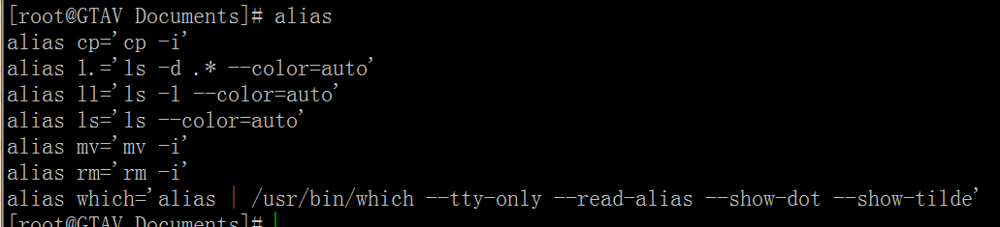 [root@GTAV Documents]# alias
alias cp='cp -i'
alias l.='ls -d .* --color=auto'
alias ll='ls -l --color=auto'
alias ls='ls --color=auto'
alias mv='mv -i'
alias rm='rm -i'
alias which='alias | /usr/bin/which --tty-only --read-alias --show-dot --show-tilde'
[root@GTAV Documents]#